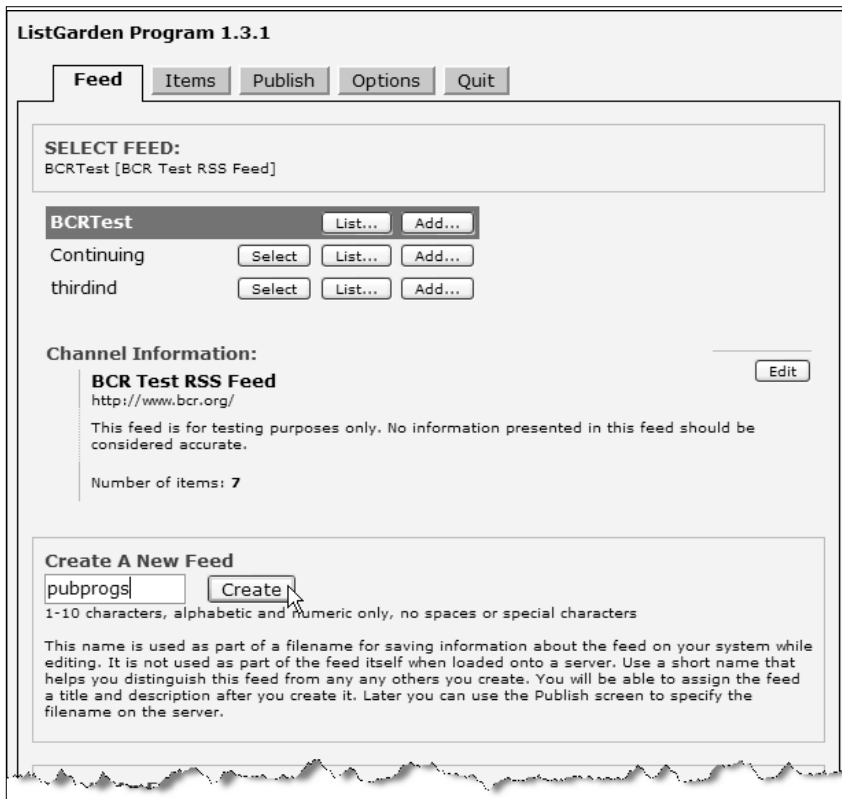 ListGarden Program 1.3.1
Feed Items Publish Options Quit
SELECT FEED:
BCRTest [BCR Test RSS Feed]
BCRTest List... Add...
Continuing Select List... Add...
thirdind Select List... Add...
Channel Information:
Edit
BCR Test RSS Feed
http://www.bcr.org/
This feed is for testing purposes only. No information presented in this feed should be
considered accurate.
Number of items: 7
Create A New Feed
pubprogs Create
1-10 characters, alphabetic and numeric only, no spaces or special characters
This name is used as part of a filename for saving information about the feed on your system while
editing. It is not used as part of the feed itself when loaded onto a server. Use a short name that
helps you distinguish this feed from any any others you create. You will be able to assign the feed
a title and description after you create it. Later you can use the Publish screen to specify the
filename on the server.